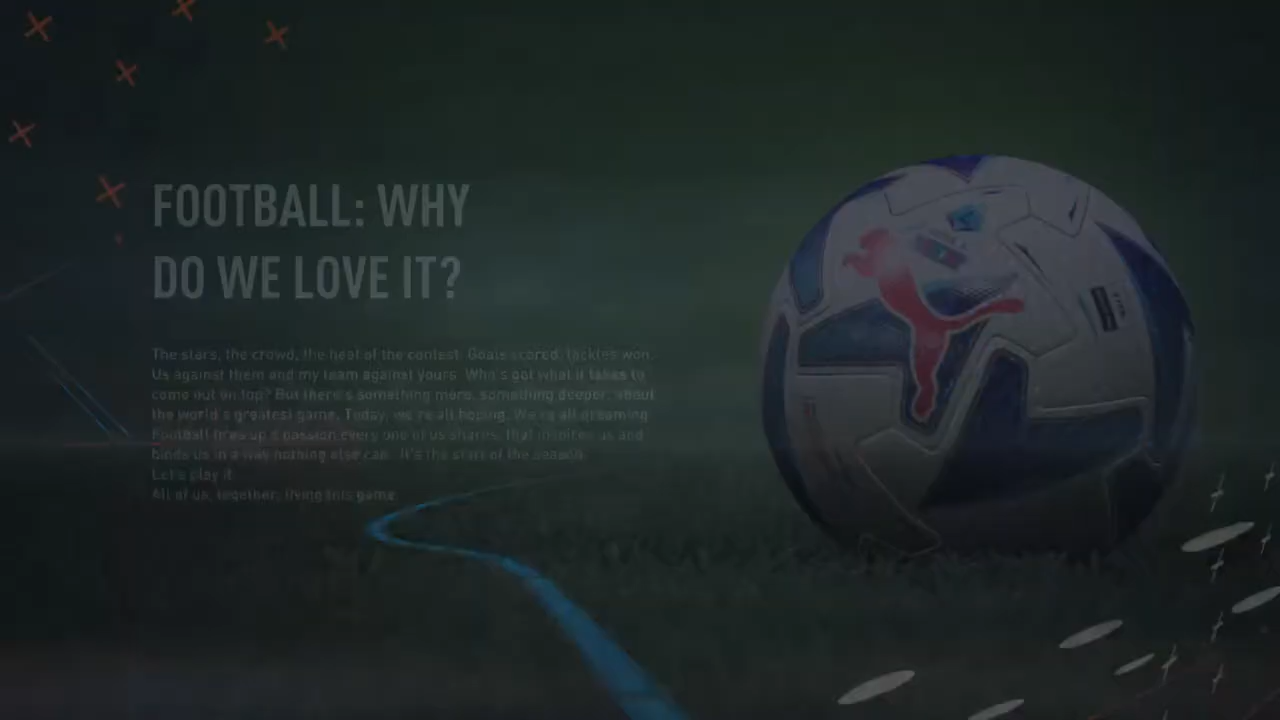 FOOTBALL: WHY
DO WE LOVE IT?
The stars, the crowd, the heat of the contest. Goals scored, tackles won.
Us against them and my team against yours. Who's got what it takes to
come out on top? But there's something more, something deeper, about
the world's greatest game. Today, we're all hoping. We're all dreaming.
Football fires up a passion every one of us shares, that inspires us and
binds us in a way nothing else can. It's the start of the season.
Let's play it.
All of us, together, living this game.